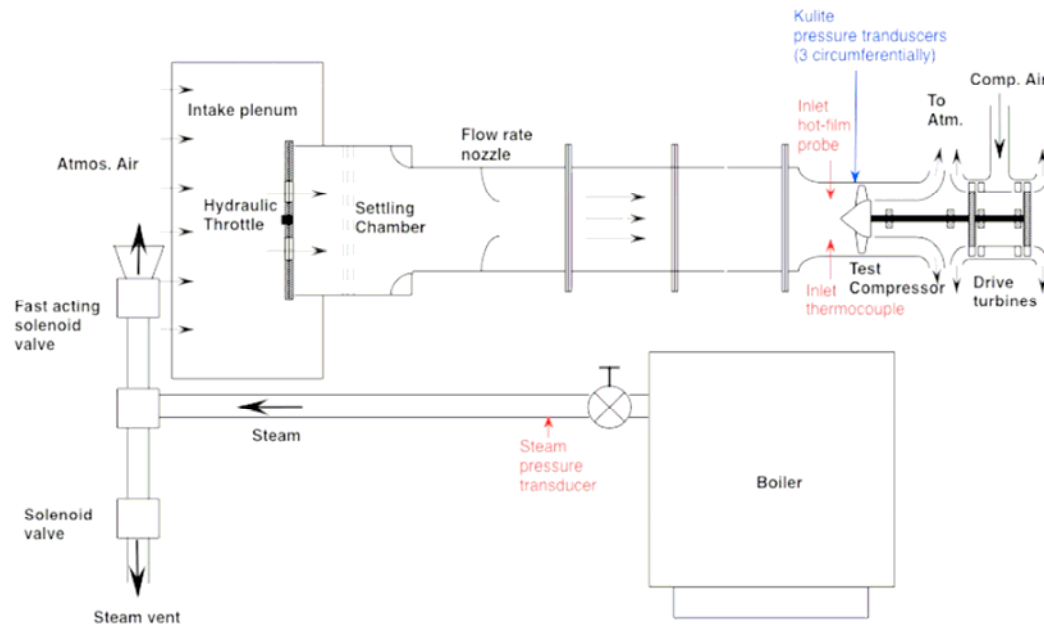 Kulite
pressure tranduscers
(3 circumferentially)
Comp. Air
To
Atm.
Inlet
hot-film
probe
Intake plenum
Flow rate
nozzle
Atmos. Air
Hydraulic
Throttle
Settling
Chamber
Test
Compressor
Drive
turbines
Inlet
thermocouple
Fast acting
solenoid
valve
Steam
Steam
pressure
transducer
Boiler
Solenoid
valve
Steam vent